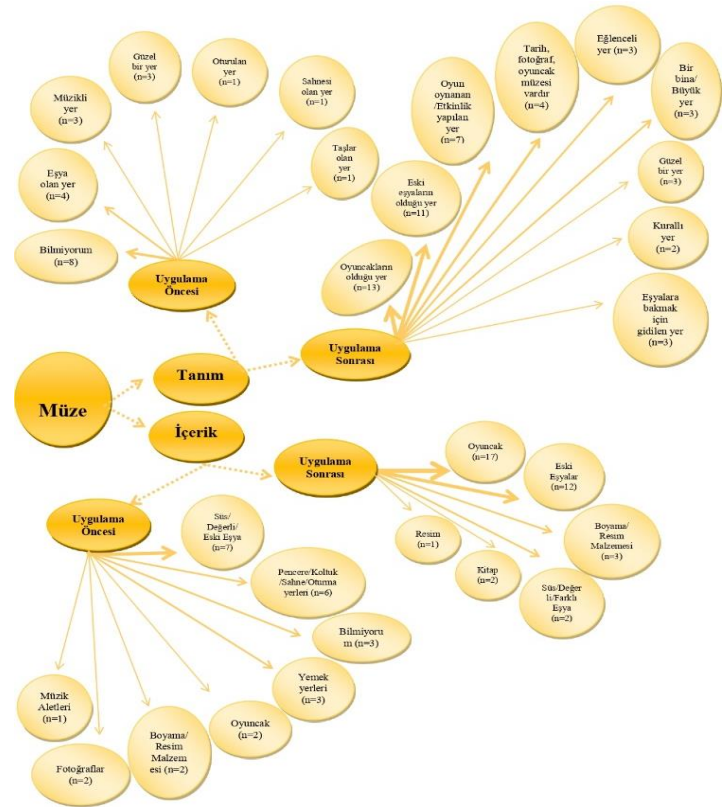 Güzel
bir yer
(n=3)
Oturulan
yer
(n=1)
Sahnesi
olan yer
(n=1)
Müzikli
yer
(n=3)
Taşlar
olan
yer
(n=1)
Eşya
olan yer
(n=4)
Bilmiyorum
(n=8)
Uygulama
Öncesi
Oyun
oynanan
/Etkinlik
yapılan
yer
(n=7)
Tarih,
fotoğraf,
oyuncak
müzesi
vardır
(n=4)
Eğlenceli
yer (n=3)
Bir
bina/
Büyük
yer
(n=3)
Güzel
bir yer
(n=3)
Kurallı
yer
(n=2)
Eşyalara
bakmak
için
gidilen yer
(n=3)
Eski
eşyaların
olduğu yer
(n=11)
Oyuncakların
olduğu yer
(n=13)
Uygulama
Sonrası
Müze
Tanım
İçerik
Uygulama
Sonrası
Oyuncak
(n=17)
Eski
Eşyalar
(n=12)
Boyama/
Resim
Malzemesi
(n=3)
Süs/Değer
li/Farklı
Eşya
(n=2)
Kitap
(n=2)
Resim
(n=1)
Uygulama
Öncesi
Süs/
Değerli/
Eski Eşya
(n=7)
Pencere/Koltuk
/Sahne/Oturma
yerleri (n=6)
Bilmiyoru
m (n=3)
Yemek
yerleri
(n=3)
Oyuncak
(n=2)
Boyama/
Resim
Malzem
esi (n=2)
Fotoğraflar
(n=2)
Müzik
Aletleri
(n=1)